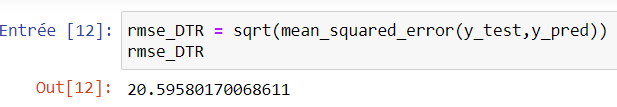 Entrée [12]: rmse_DTR = sqrt(mean_squared_error(y_test,y_pred))
rmse_DTR
Out[12]: 20.59580170068611